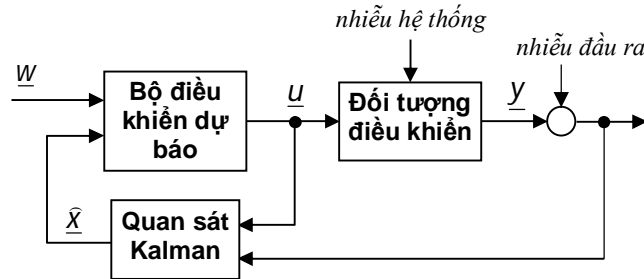 nhiễu hệ thống
nhiễu đầu ra
w
Bộ điều
khiển dự
báo
u
Đối tượng
điều khiển
y
x̂
Quan sát
Kalman